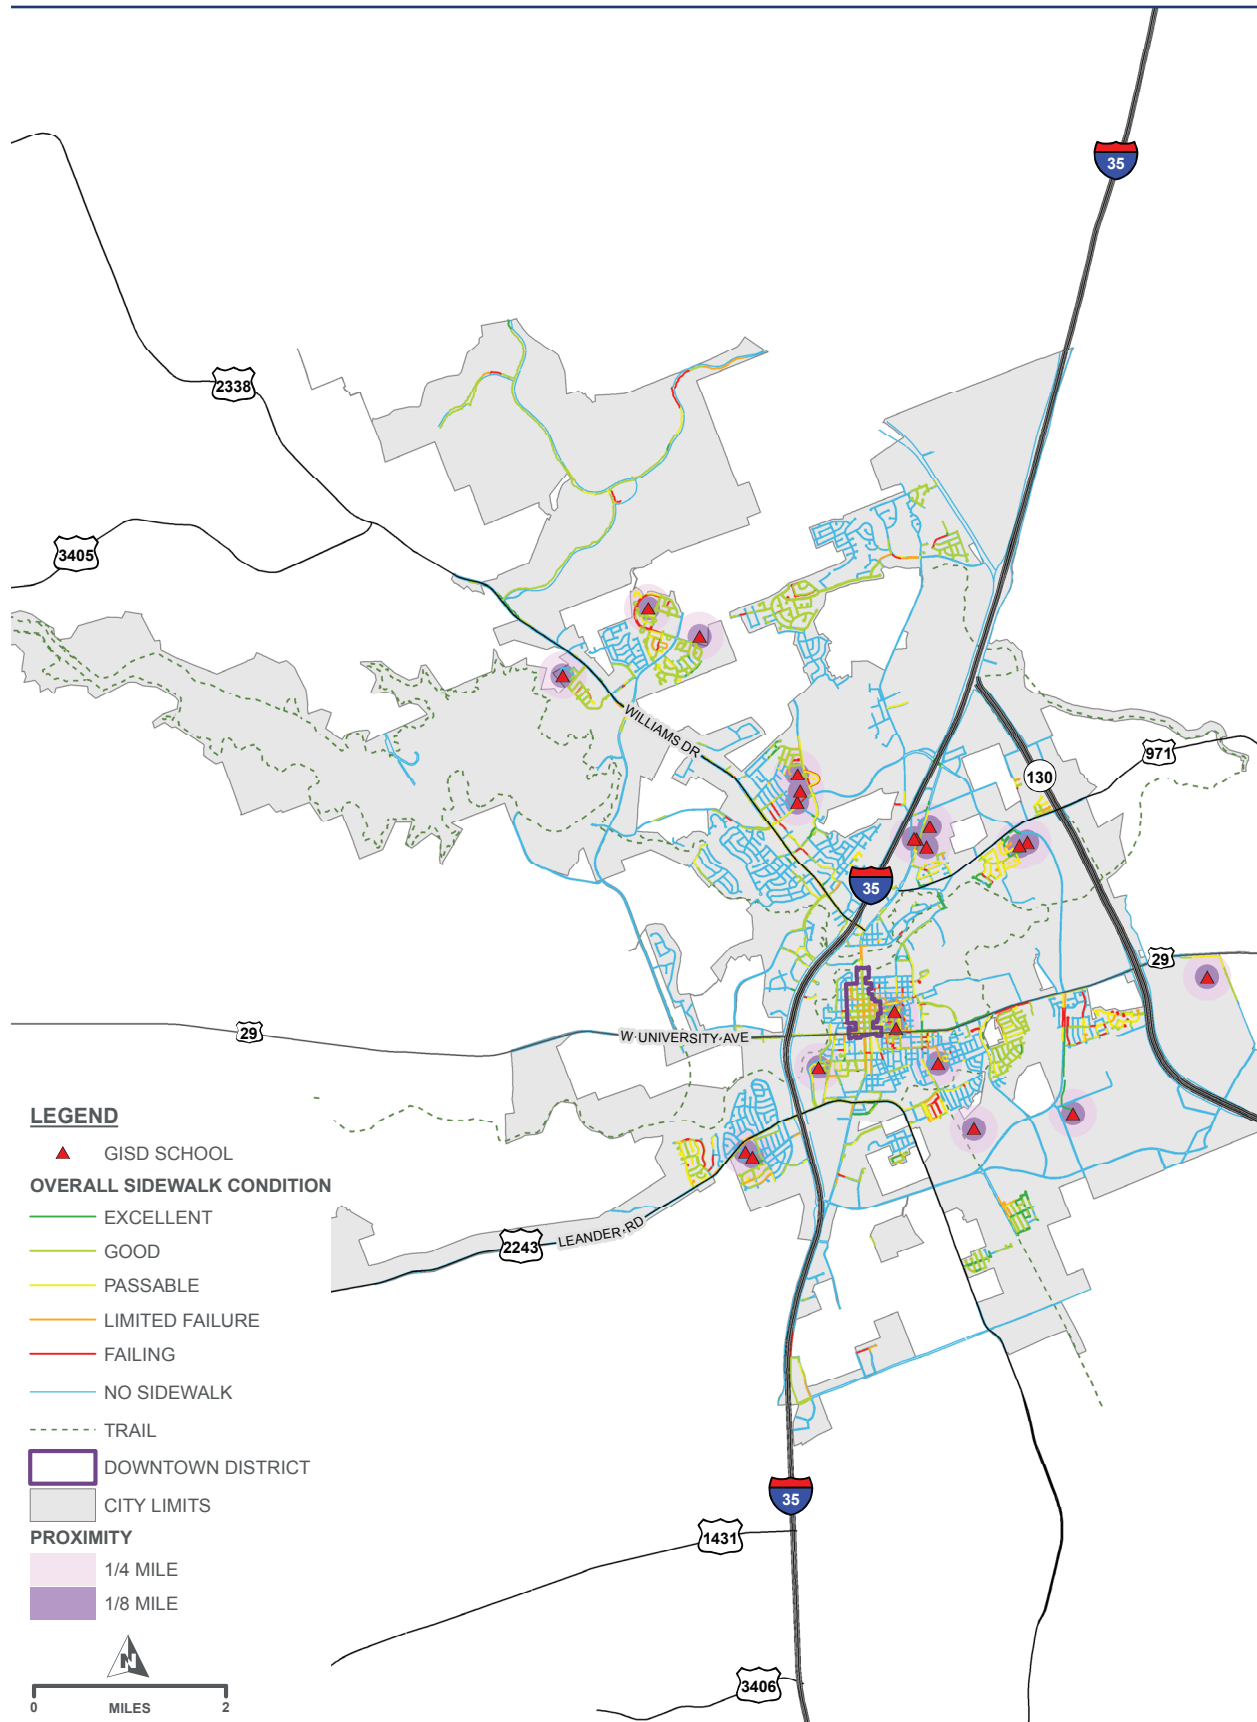 35
2338
3405
WILLIAMS DR
971
130
35
29
29
W UNIVERSITY AVE
LEGEND
GISD SCHOOL
OVERALL SIDEWALK CONDITION
EXCELLENT
GOOD
PASSABLE
LIMITED FAILURE
FAILING
NO SIDEWALK
TRAIL
DOWNTOWN DISTRICT
CITY LIMITS
PROXIMITY
1/4 MILE
1/8 MILE
N
0 MILES 2
2243
LEANDER RD
35
1431
3406